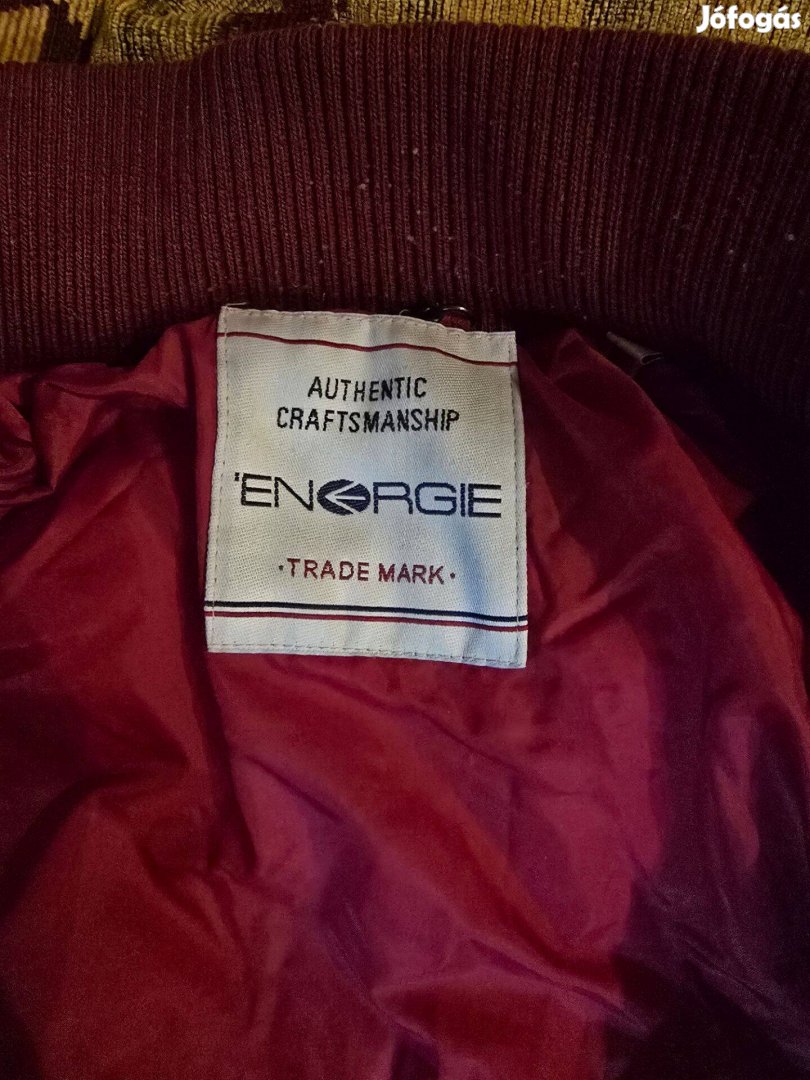 Jófogás
AUTHENTIC
CRAFTSMANSHIP
'ENERGIE
·TRADE MARK·